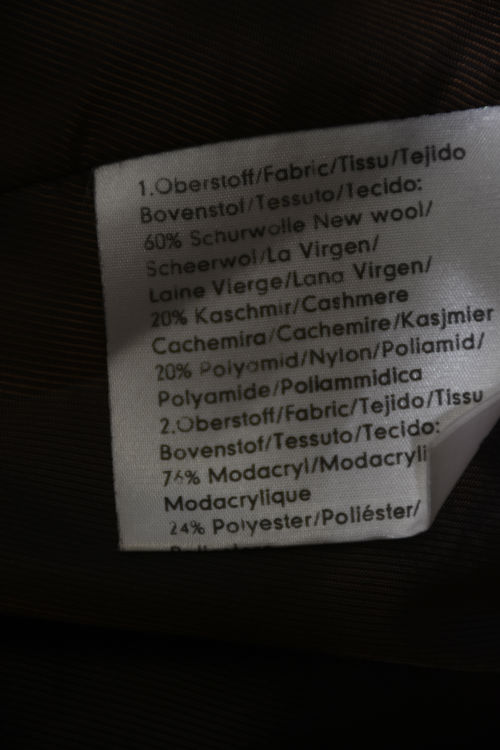 1.Oberstoff/Fabric/Tissu/Tejido
Bovenstof/Tessuto/Tecido:
60% Schurwolle New wool/
Scheerwol/La Virgen/
Laine Vierge/Lana Virgen/
20% Kaschmir/Cashmere
Cachemira/Cachemire/Kasjmier
20% Polyamid/Nylon/Poliamid/
Polyamide/Poliammidica
2.Oberstoff/Fabric/Tejido/Tissu
Bovenstof/Tessuto/Tecido:
76% Modacryl/Modacryli
Modacrylique
24% Polyester/Poliéster/